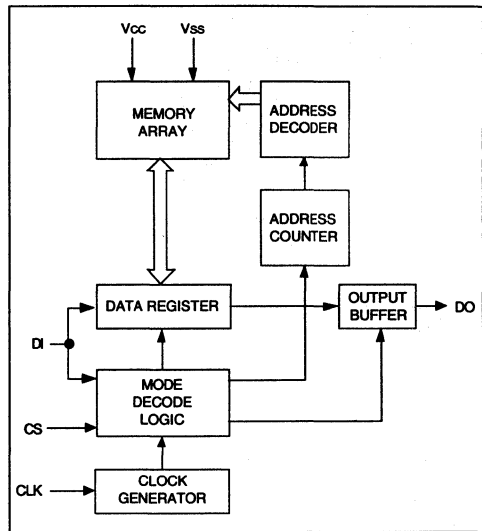 Vcc
Vss
MEMORY
ARRAY
ADDRESS
DECODER
ADDRESS
COUNTER
DATA REGISTER
OUTPUT
BUFFER
DO
DI
MODE
DECODE
LOGIC
CS
CLK
CLOCK
GENERATOR